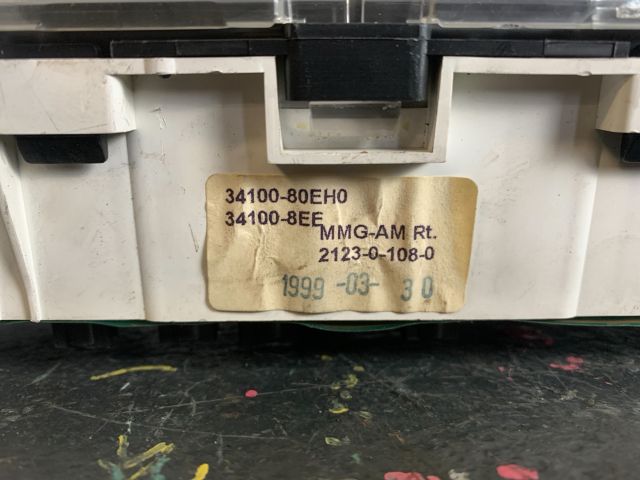 34100-80EH0
34100-8EE
MMG-AM Rt.
2123-0-108-0
1999 -03- 30